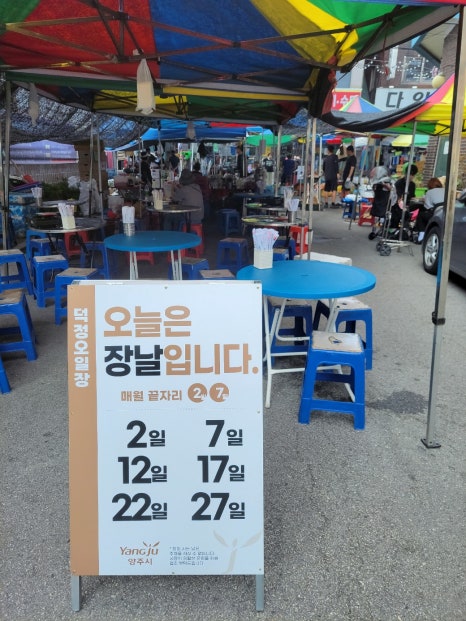 덕정오일장
오늘은
장날입니다.
매월 끝자리 2일 7일
2일 7일
12일 17일
22일 27일
Yangju
양주시
다